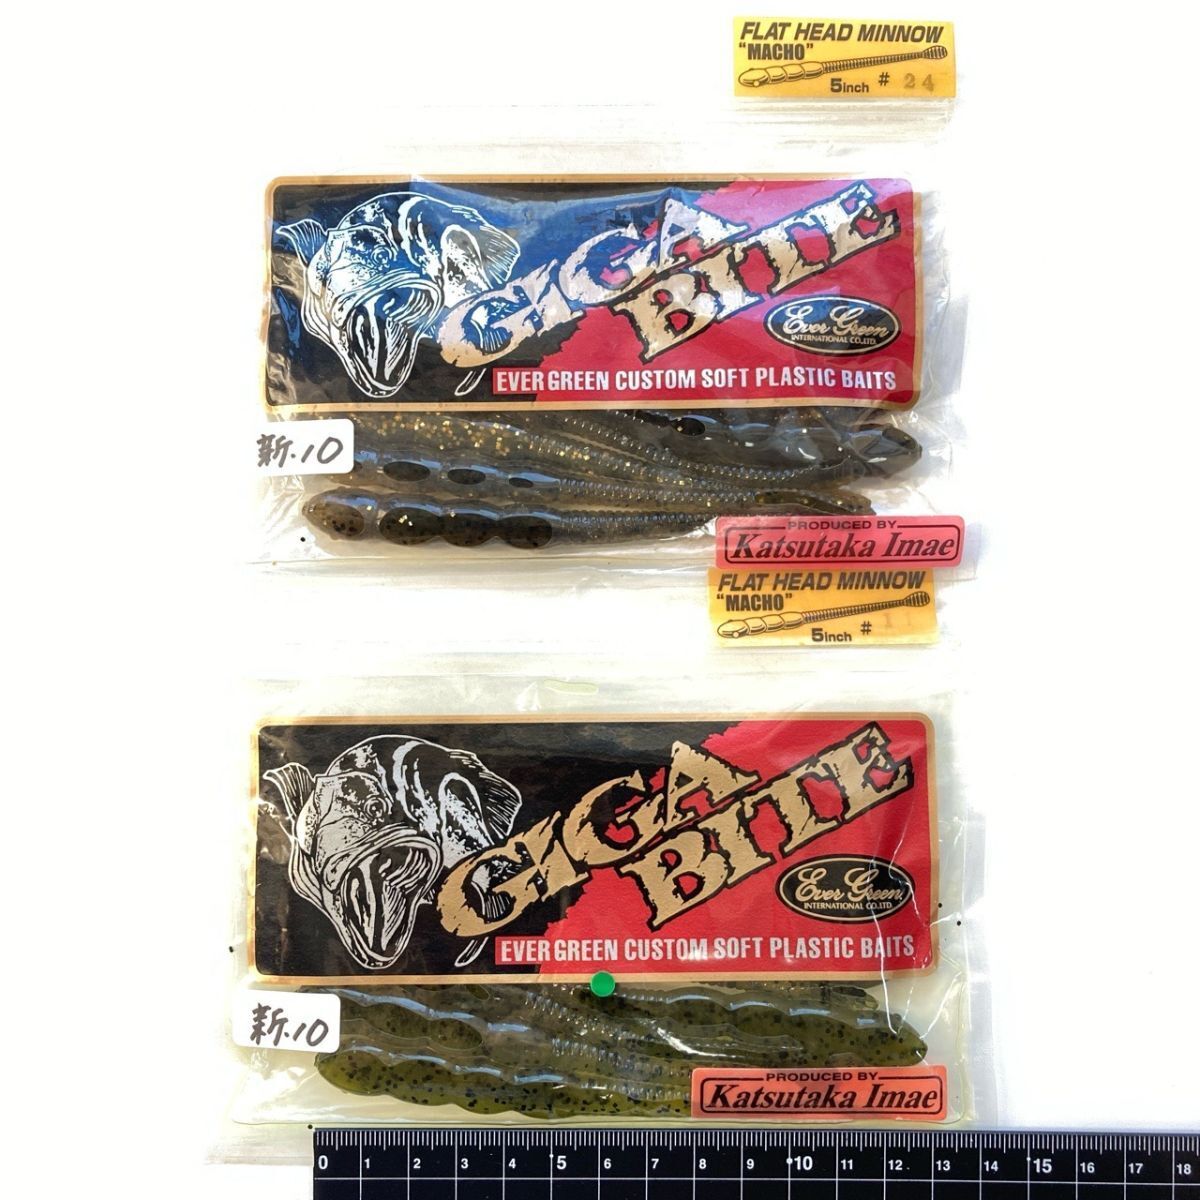 FLAT HEAD MINNOW
"MACHO"
5inch # 24
GIGA
BITE
Ever Green
INTERNATIONAL CO.,LTD.
EVER GREEN CUSTOM SOFT PLASTIC BAITS
新.10
PRODUCED BY
Katsutaka Imae
FLAT HEAD MINNOW
"MACHO"
5inch # 11
GIGA
BITE
Ever Green
INTERNATIONAL CO.,LTD.
EVER GREEN CUSTOM SOFT PLASTIC BAITS
新.10
PRODUCED BY
Katsutaka Imae
0 1 2 3 4 5 6 7 8 9 10 11 12 13 14 15 16 17 18